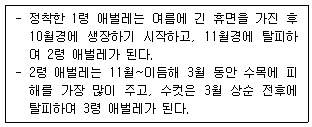 - 정착한 1령 애벌레는 여름에 긴 휴면을 가진 후
10월경에 생장하기 시작하고, 11월경에 탈피하
여 2령 애벌레가 된다.
- 2령 애벌레는 11월~이듬해 3월 동안 수목에 피
해를 가장 많이 주고, 수컷은 3월 상순 전후에
탈피하여 3령 애벌레가 된다.